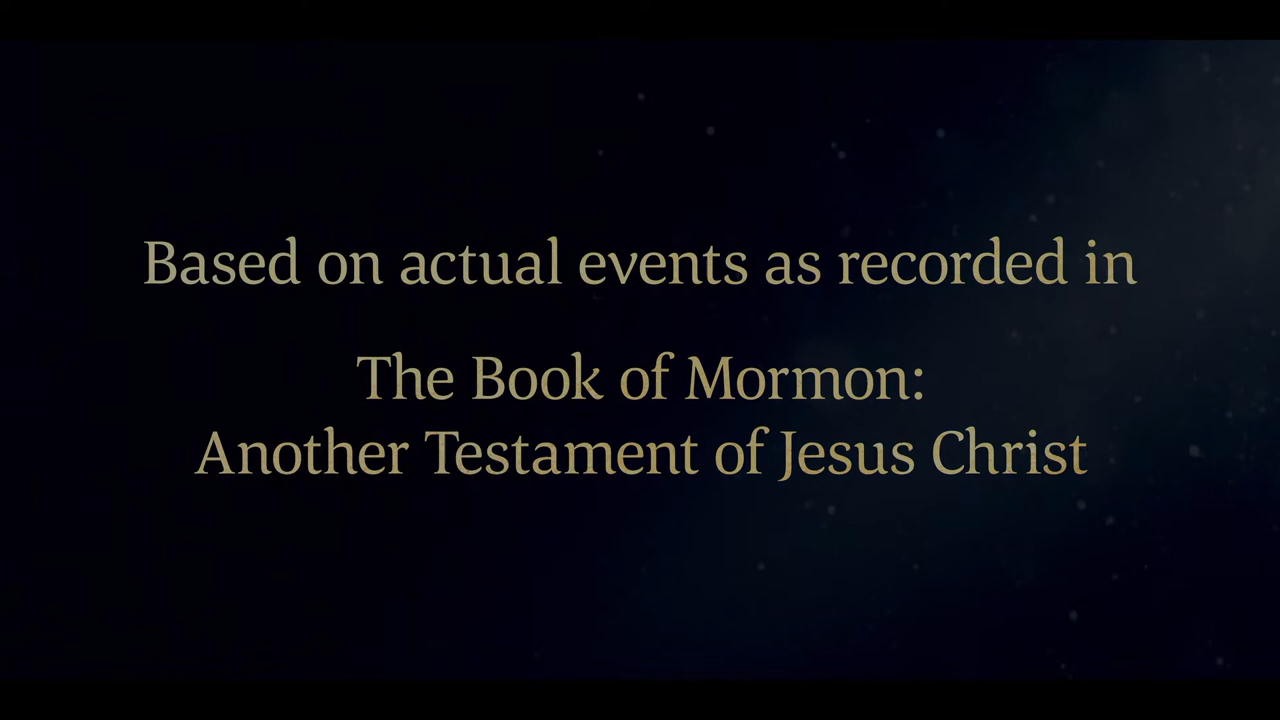 Based on actual events as recorded in
The Book of Mormon:
Another Testament of Jesus Christ